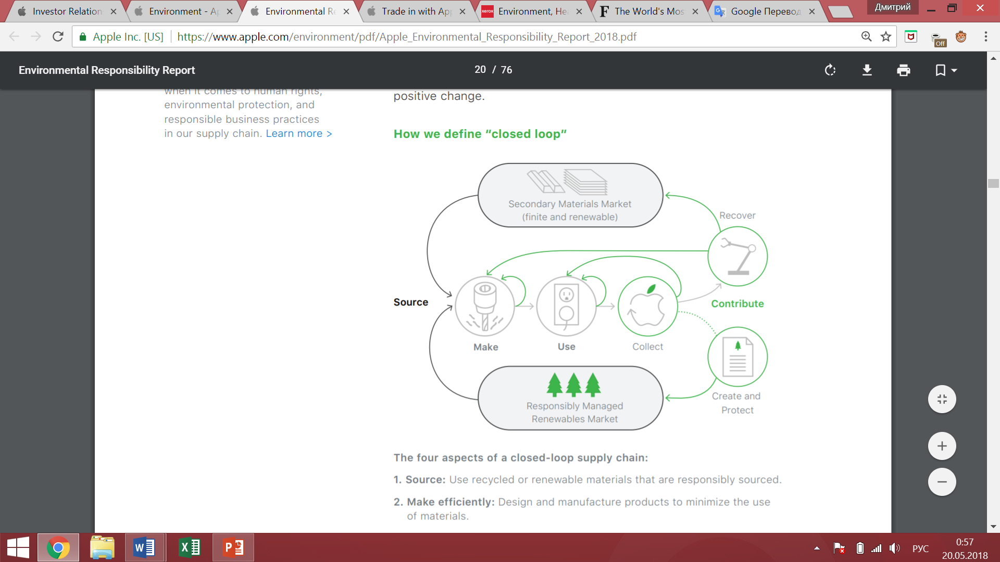 Investor Relation
Environment - Ap
Environmental Re
Trade in with App
xerox
Environment, Hea
F
The World's Mos
Google Перевод
Дмитрий
Apple Inc. [US]
https://www.apple.com/environment/pdf/Apple_Environmental_Responsibility_Report_2018.pdf
Off
Environmental Responsibility Report
20 / 76
when it comes to human rights,
environmental protection, and
responsible business practices
in our supply chain. Learn more >
positive change.
How we define “closed loop”
Secondary Materials Market
(finite and renewable)
Recover
Source
Contribute
Make
Use
Collect
Responsibly Managed
Renewables Market
Create and
Protect
The four aspects of a closed-loop supply chain:
1. Source: Use recycled or renewable materials that are responsibly sourced.
2. Make efficiently: Design and manufacture products to minimize the use
of materials.
РУС
0:57
20.05.2018